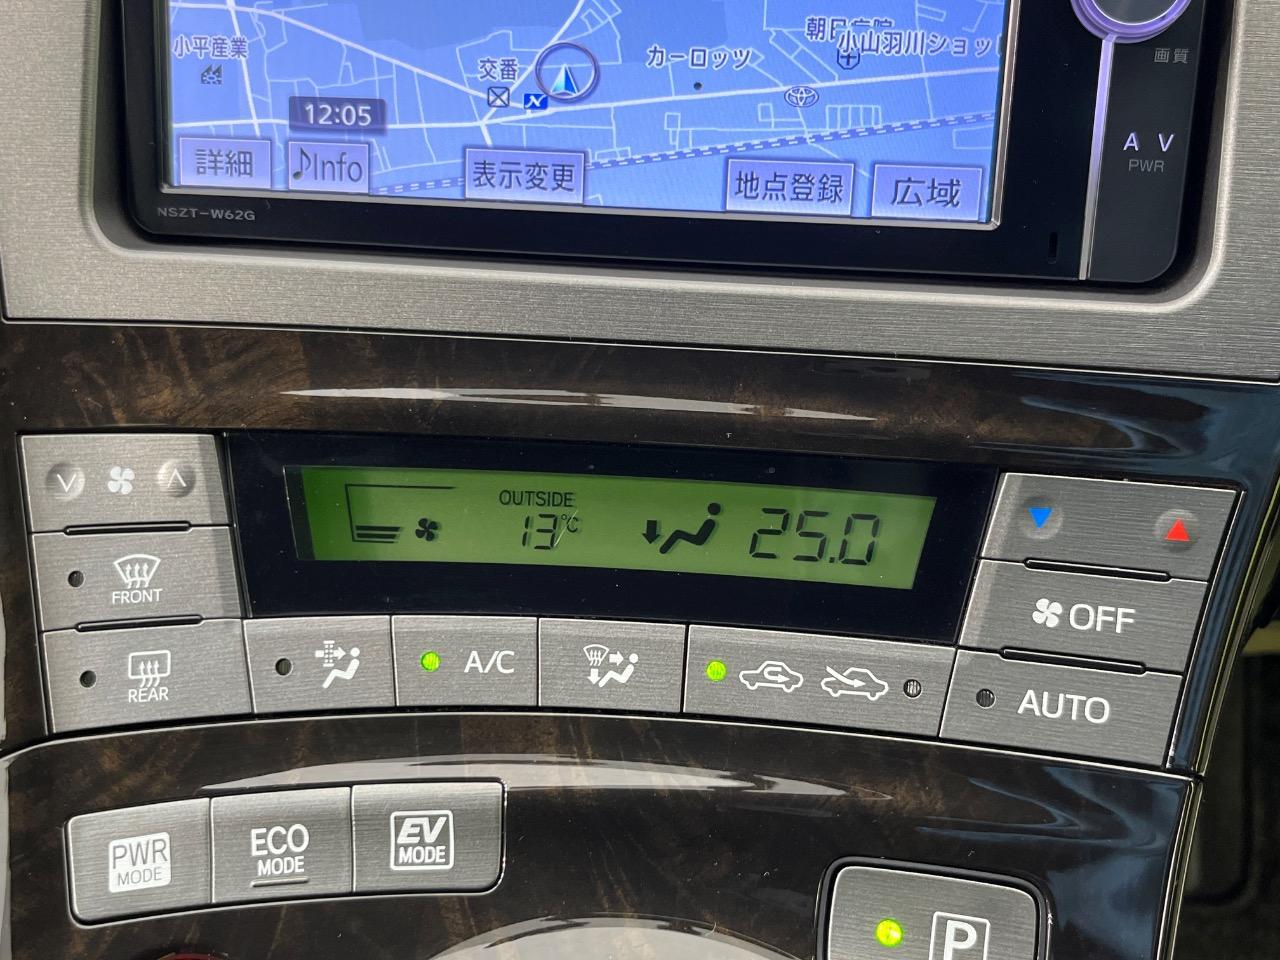 小平産業
交番
カーロッツ
朝日病院
小山羽川ショッ
画質
12:05
詳細
♪Info
表示変更
地点登録
広域
NSZT-W62G
∧ ∨
PWR
OUTSIDE
13℃
25.0
FRONT
REAR
A/C
OFF
AUTO
PWR
MODE
ECO
MODE
EV
MODE
P